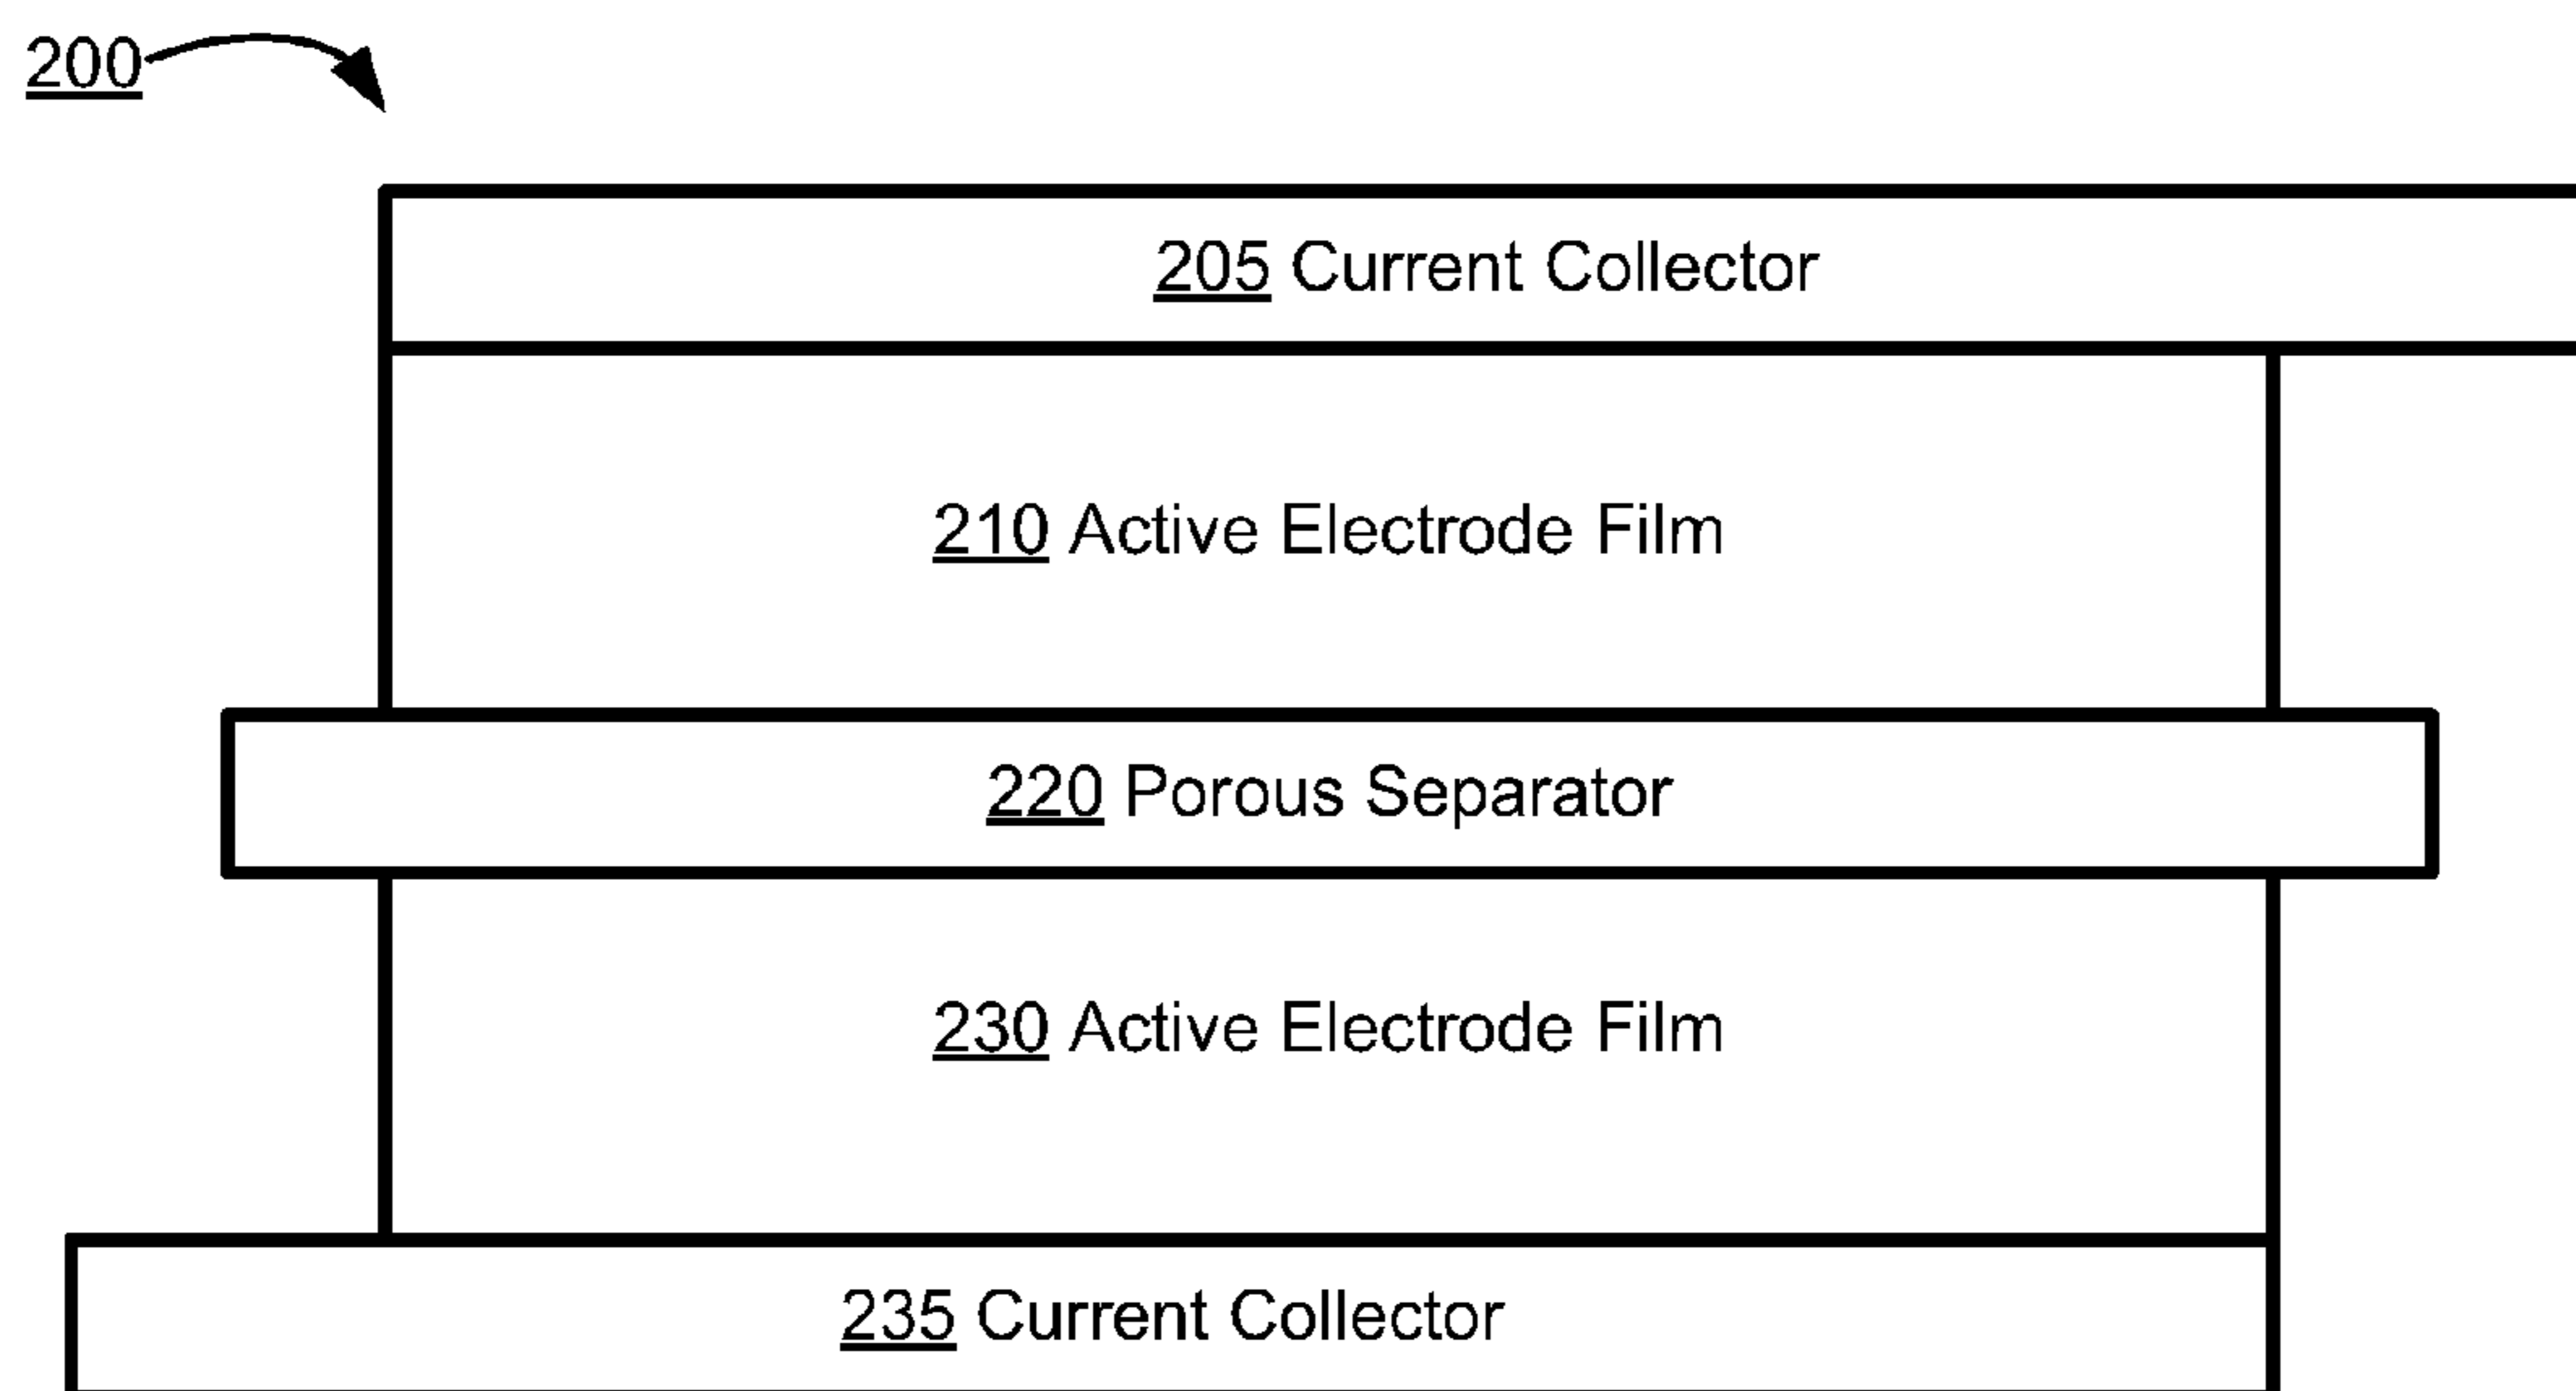 200
205 Current Collector
210 Active Electrode Film
220 Porous Separator
230 Active Electrode Film
235 Current Collector